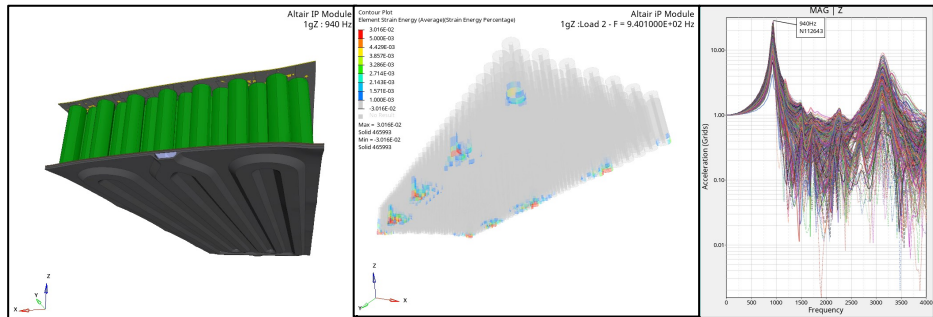 Altair IP Module
1gZ : 940 Hz
Z
Y
X
Contour Plot
Element Strain Energy (Average)(Strain Energy Percentage)
3.016E-02
5.000E-03
4.429E-03
3.857E-03
3.286E-03
2.714E-03
2.143E-03
1.571E-03
1.000E-03
-3.016E-02
No Result
Max = 3.016E-02
Solid 465993
Min = -3.016E-02
Solid 465993
Altair iP Module
1gZ :Load 2 - F = 9.401000E+02 Hz
Z
Y
X
MAG | Z
940Hz
N112643
Acceleration (Grids)
10.00
1.00
0.10
0.01
0
500
1000
1500
2000
2500
3000
3500
4000
Frequency